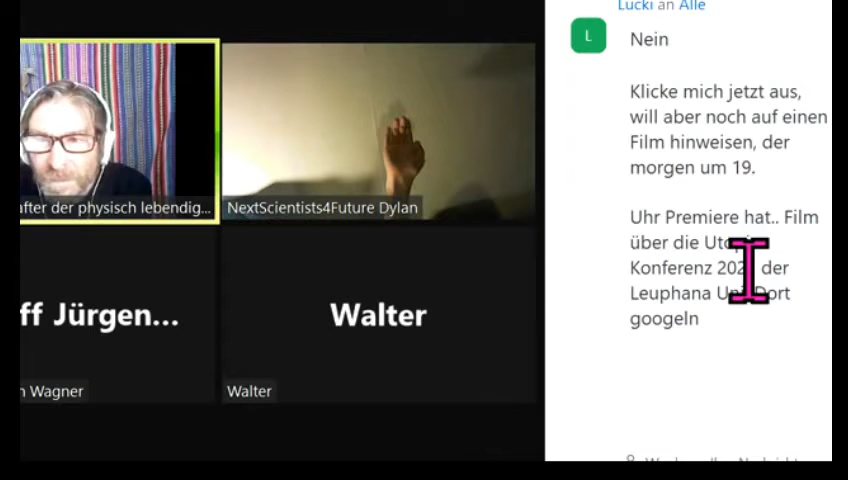 Lucki an Alle
L
Nein
Klicke mich jetzt aus,
will aber noch auf einen
Film hinweisen, der
morgen um 19.
Uhr Premiere hat.. Film
über die
Konferenz der
Leuphana Dort
googeln
after der physisch lebendig...
NextScientists4Future Dylan
ff Jürgen...
Walter
Wagner
Walter